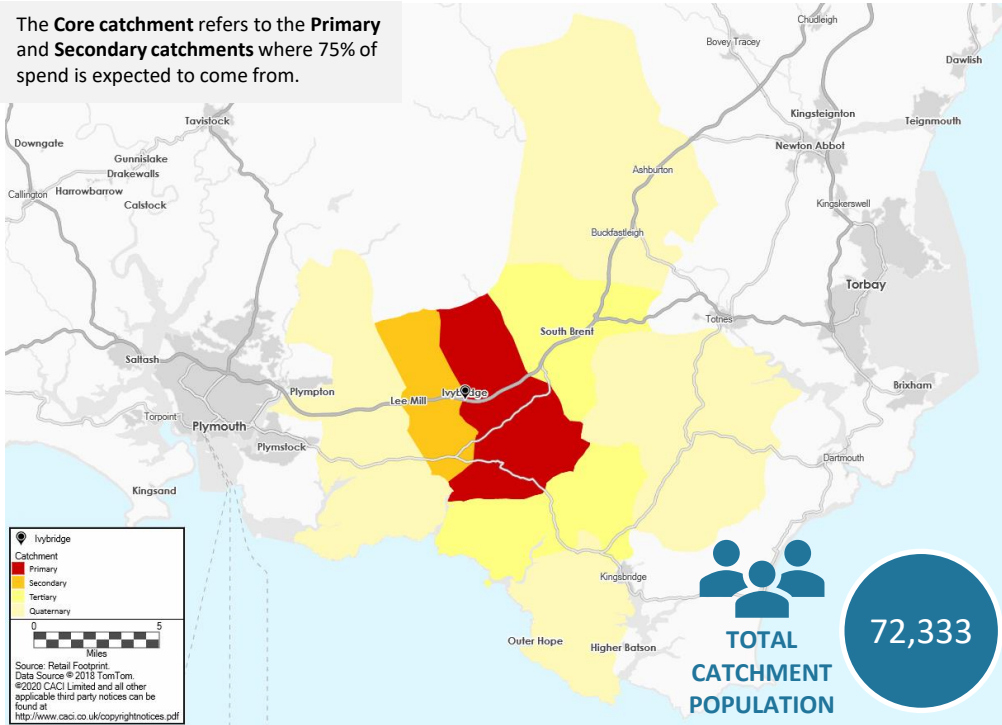 The Core catchment refers to the Primary
and Secondary catchments where 75% of
spend is expected to come from.
Chudleigh
Bovey Tracey
Dawlish
Kingsteignton
Teignmouth
Tavistock
Downgate
Newton Abbot
Gunnislake
Drakewalls
Ashburton
Callington
Harrowbarrow
Calstock
Kingskerswell
Buckfastleigh
Torbay
Totnes
South Brent
Saltash
Brixham
Plympton
Ivybridge
Lee Mill
Torpoint
Plymouth
Plymstock
Dartmouth
Kingsand
Ivybridge
Catchment
Primary
Secondary
Tertiary
Quaternary
0 5
Miles
Source: Retail Footprint.
Data Source © 2018 TomTom.
©2020 CACI Limited and all other
applicable third party notices can be
found at
http://www.caci.co.uk/copyrightnotices.pdf
Kingsbridge
Outer Hope
Higher Batson
TOTAL
CATCHMENT
POPULATION
72,333